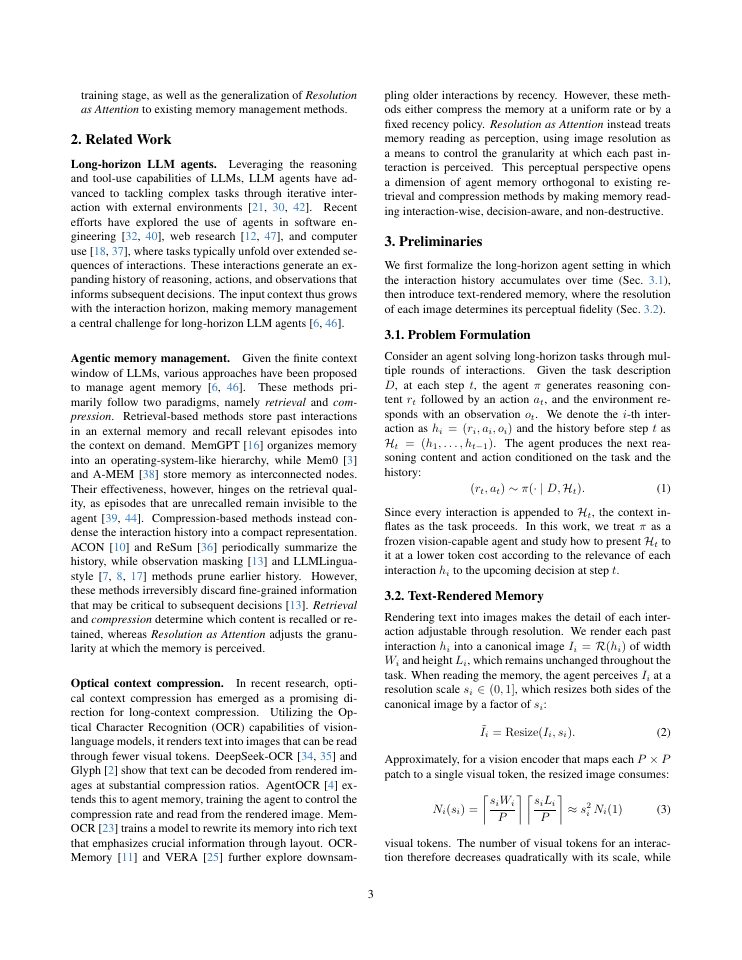 training stage, as well as the generalization of Resolution
as Attention to existing memory management methods.
2. Related Work
Long-horizon LLM agents. Leveraging the reasoning
and tool-use capabilities of LLMs, LLM agents have ad-
vanced to tackling complex tasks through iterative inter-
action with external environments [21, 30, 42]. Recent
efforts have explored the use of agents in software en-
gineering [32, 40], web research [12, 47], and computer
use [18, 37], where tasks typically unfold over extended se-
quences of interactions. These interactions generate an ex-
panding history of reasoning, actions, and observations that
informs subsequent decisions. The input context thus grows
with the interaction horizon, making memory management
a central challenge for long-horizon LLM agents [6, 46].
Agentic memory management. Given the finite context
window of LLMs, various approaches have been proposed
to manage agent memory [6, 46]. These methods pri-
marily follow two paradigms, namely retrieval and com-
pression. Retrieval-based methods store past interactions
in an external memory and recall relevant episodes into
the context on demand. MemGPT [16] organizes memory
into an operating-system-like hierarchy, while Mem0 [3]
and A-MEM [38] store memory as interconnected nodes.
Their effectiveness, however, hinges on the retrieval qual-
ity, as episodes that are unrecalled remain invisible to the
agent [39, 44]. Compression-based methods instead con-
dense the interaction history into a compact representation.
ACON [10] and ReSum [36] periodically summarize the
history, while observation masking [13] and LLMLingua-
style [7, 8, 17] methods prune earlier history. However,
these methods irreversibly discard fine-grained information
that may be critical to subsequent decisions [13]. Retrieval
and compression determine which content is recalled or re-
tained, whereas Resolution as Attention adjusts the granu-
larity at which the memory is perceived.
Optical context compression. In recent research, opti-
cal context compression has emerged as a promising di-
rection for long-context compression. Utilizing the Op-
tical Character Recognition (OCR) capabilities of vision-
language models, it renders text into images that can be read
through fewer visual tokens. DeepSeek-OCR [34, 35] and
Glyph [2] show that text can be decoded from rendered im-
ages at substantial compression ratios. AgentOCR [4] ex-
tends this to agent memory, training the agent to control the
compression rate and read from the rendered image. Mem-
OCR [23] trains a model to rewrite its memory into rich text
that emphasizes crucial information through layout. OCR-
Memory [11] and VERA [25] further explore downsam-
pling older interactions by recency. However, these meth-
ods either compress the memory at a uniform rate or by a
fixed recency policy. Resolution as Attention instead treats
memory reading as perception, using image resolution as
a means to control the granularity at which each past in-
teraction is perceived. This perceptual perspective opens
a dimension of agent memory orthogonal to existing re-
trieval and compression methods by making memory read-
ing interaction-wise, decision-aware, and non-destructive.
3. Preliminaries
We first formalize the long-horizon agent setting in which
the interaction history accumulates over time (Sec. 3.1),
then introduce text-rendered memory, where the resolution
of each image determines its perceptual fidelity (Sec. 3.2).
3.1. Problem Formulation
Consider an agent solving long-horizon tasks through mul-
tiple rounds of interactions. Given the task description
D, at each step t, the agent π generates reasoning con-
tent r_t followed by an action a_t, and the environment re-
sponds with an observation o_t. We denote the i-th inter-
action as h_i = (r_i, a_i, o_i) and the history before step t as
ℋ_t = (h_1, . . . , h_{t−1}). The agent produces the next rea-
soning content and action conditioned on the task and the
history:
(r_t, a_t) ∼ π(· | D, ℋ_t). (1)
Since every interaction is appended to ℋ_t, the context in-
flates as the task proceeds. In this work, we treat π as a
frozen vision-capable agent and study how to present ℋ_t to
it at a lower token cost according to the relevance of each
interaction h_i to the upcoming decision at step t.
3.2. Text-Rendered Memory
Rendering text into images makes the detail of each inter-
action adjustable through resolution. We render each past
interaction h_i into a canonical image I_i = ℛ(h_i) of width
W_i and height L_i, which remains unchanged throughout the
task. When reading the memory, the agent perceives I_i at a
resolution scale s_i ∈ (0, 1], which resizes both sides of the
canonical image by a factor of s_i:
Ĩ_i = Resize(I_i, s_i). (2)
Approximately, for a vision encoder that maps each P × P
patch to a single visual token, the resized image consumes:
N_i(s_i) = ⌈s_i W_i / P⌉ ⌈s_i L_i / P⌉ ≈ s_i^2 N_i(1) (3)
visual tokens. The number of visual tokens for an interac-
tion therefore decreases quadratically with its scale, while
3